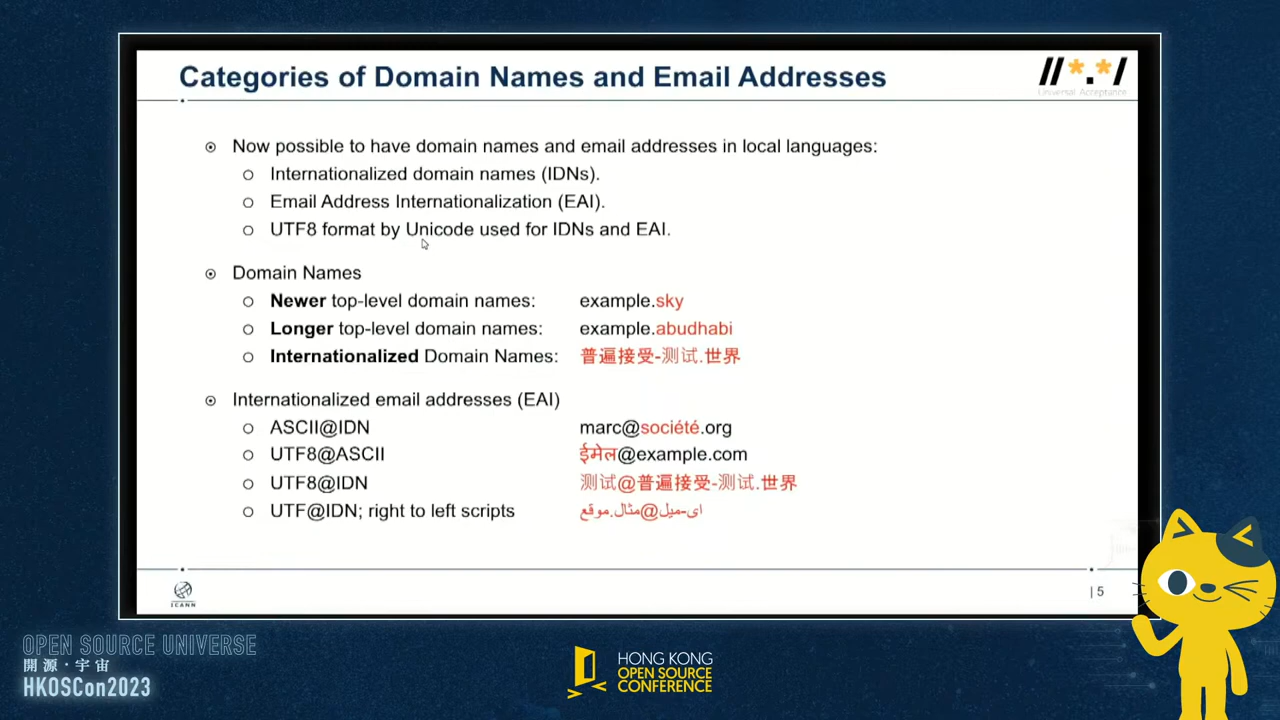 Categories of Domain Names and Email Addresses
//*.*/
Universal Acceptance
Now possible to have domain names and email addresses in local languages:
Internationalized domain names (IDNs).
Email Address Internationalization (EAI).
UTF8 format by Unicode used for IDNs and EAI.
Domain Names
Newer top-level domain names: example.sky
Longer top-level domain names: example.abudhabi
Internationalized Domain Names: 普遍接受-测试.世界
Internationalized email addresses (EAI)
ASCII@IDN marc@société.org
UTF8@ASCII ईमेल@example.com
UTF8@IDN 测试@普遍接受-测试.世界
UTF@IDN; right to left scripts ای-میل@مثال.موقع
ICANN
| 5
OPEN SOURCE UNIVERSE
開源·宇宙
HKOSCon2023
HONG KONG
OPEN SOURCE
CONFERENCE